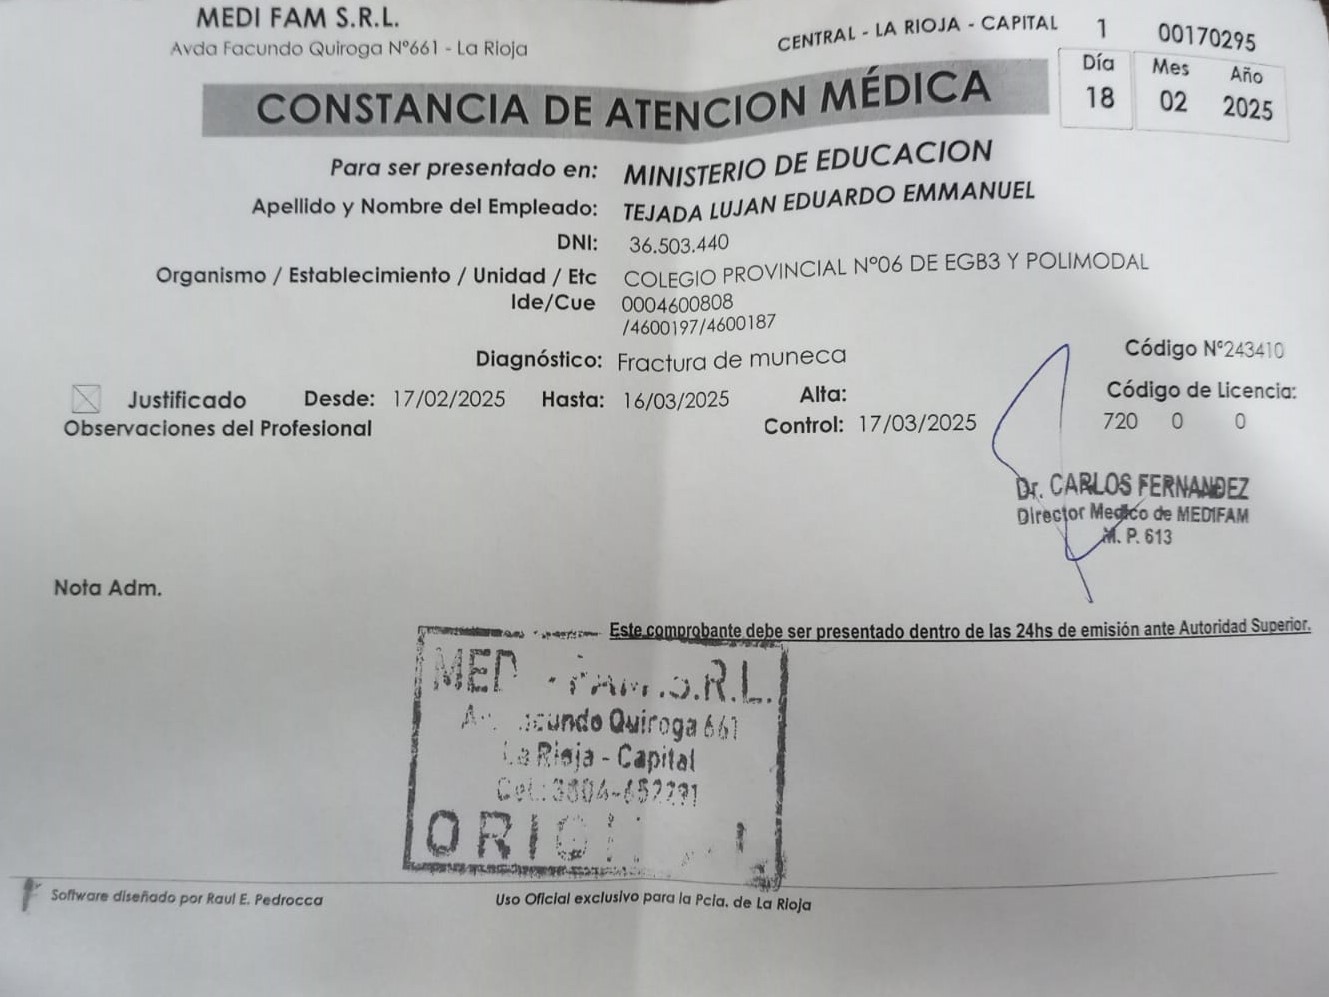 MEDI FAM S.R.L.
Avda Facundo Quiroga Nº661 - La Rioja
CENTRAL - LA RIOJA - CAPITAL 1 00170295
Día Mes Año
18 02 2025
CONSTANCIA DE ATENCION MÉDICA
Para ser presentado en: MINISTERIO DE EDUCACION
Apellido y Nombre del Empleado: TEJADA LUJAN EDUARDO EMMANUEL
DNI: 36.503.440
Organismo / Establecimiento / Unidad / Etc COLEGIO PROVINCIAL Nº06 DE EGB3 Y POLIMODAL
Ide/Cue 0004600808
/4600197/4600187
Diagnóstico: Fractura de muneca
Código Nº243410
Justificado Desde: 17/02/2025 Hasta: 16/03/2025 Alta:
Código de Licencia:
Observaciones del Profesional
Control: 17/03/2025
720 0 0
Dr. CARLOS FERNANDEZ
Director Medico de MEDIFAM
M. P. 613
Nota Adm.
Este comprobante debe ser presentado dentro de las 24hs de emisión ante Autoridad Superior.
S.R.L.
Quiroga 661
La Rioja - Capital
Software diseñado por Raul E. Pedrocca
Uso Oficial exclusivo para la Pcia. de La Rioja